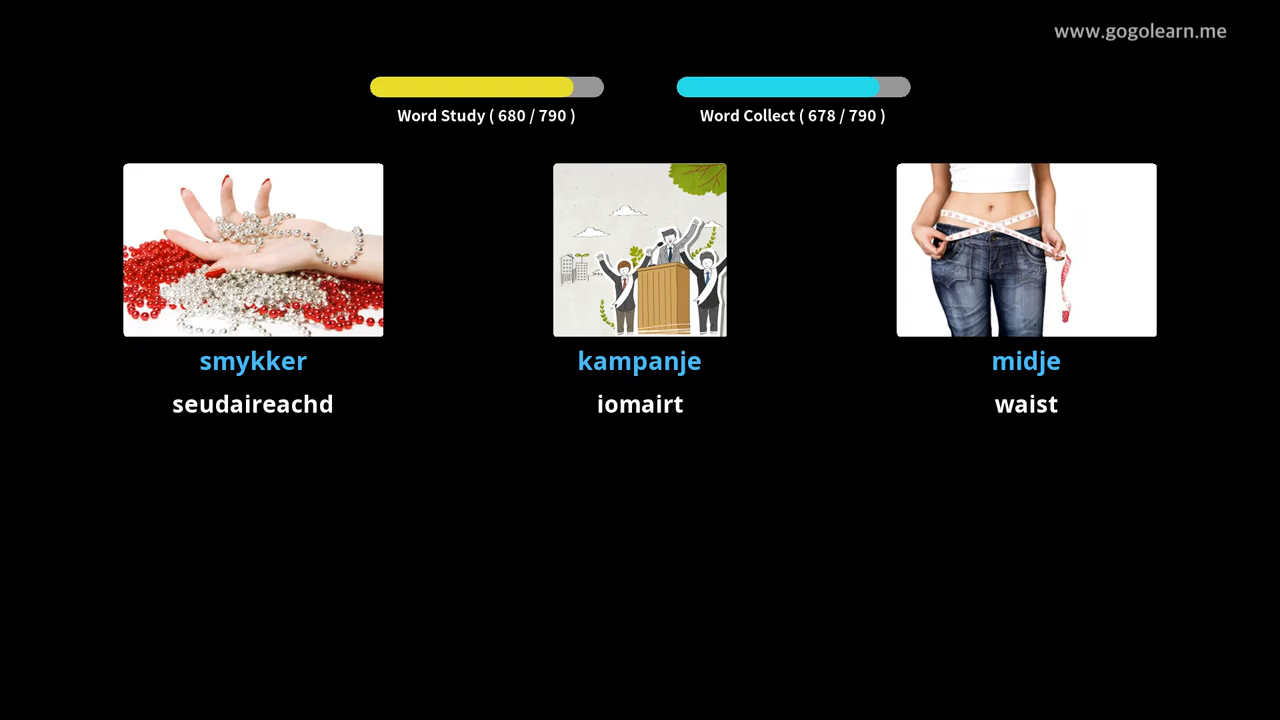 www.gogolearn.me
Word Study ( 680 / 790 )
Word Collect ( 678 / 790 )
smykker
kampanje
midje
seudaireachd
iomairt
waist